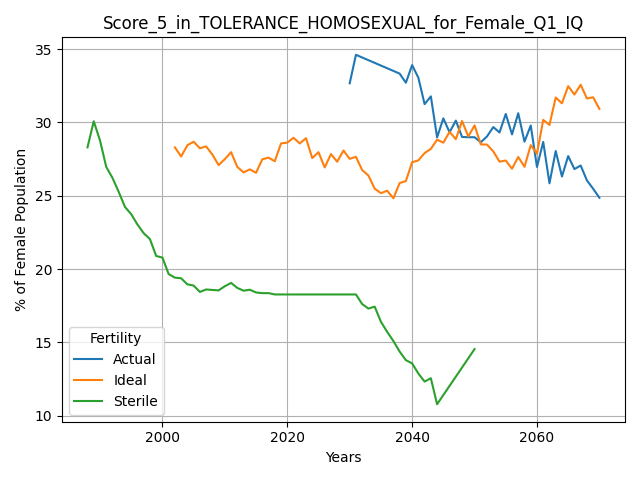 Score_5_in_TOLERANCE_HOMOSEXUAL_for_Female_Q1_IQ
35
30
25
20
15
10
% of Female Population
Fertility
Actual
Ideal
Sterile
2000
2020
2040
2060
Years